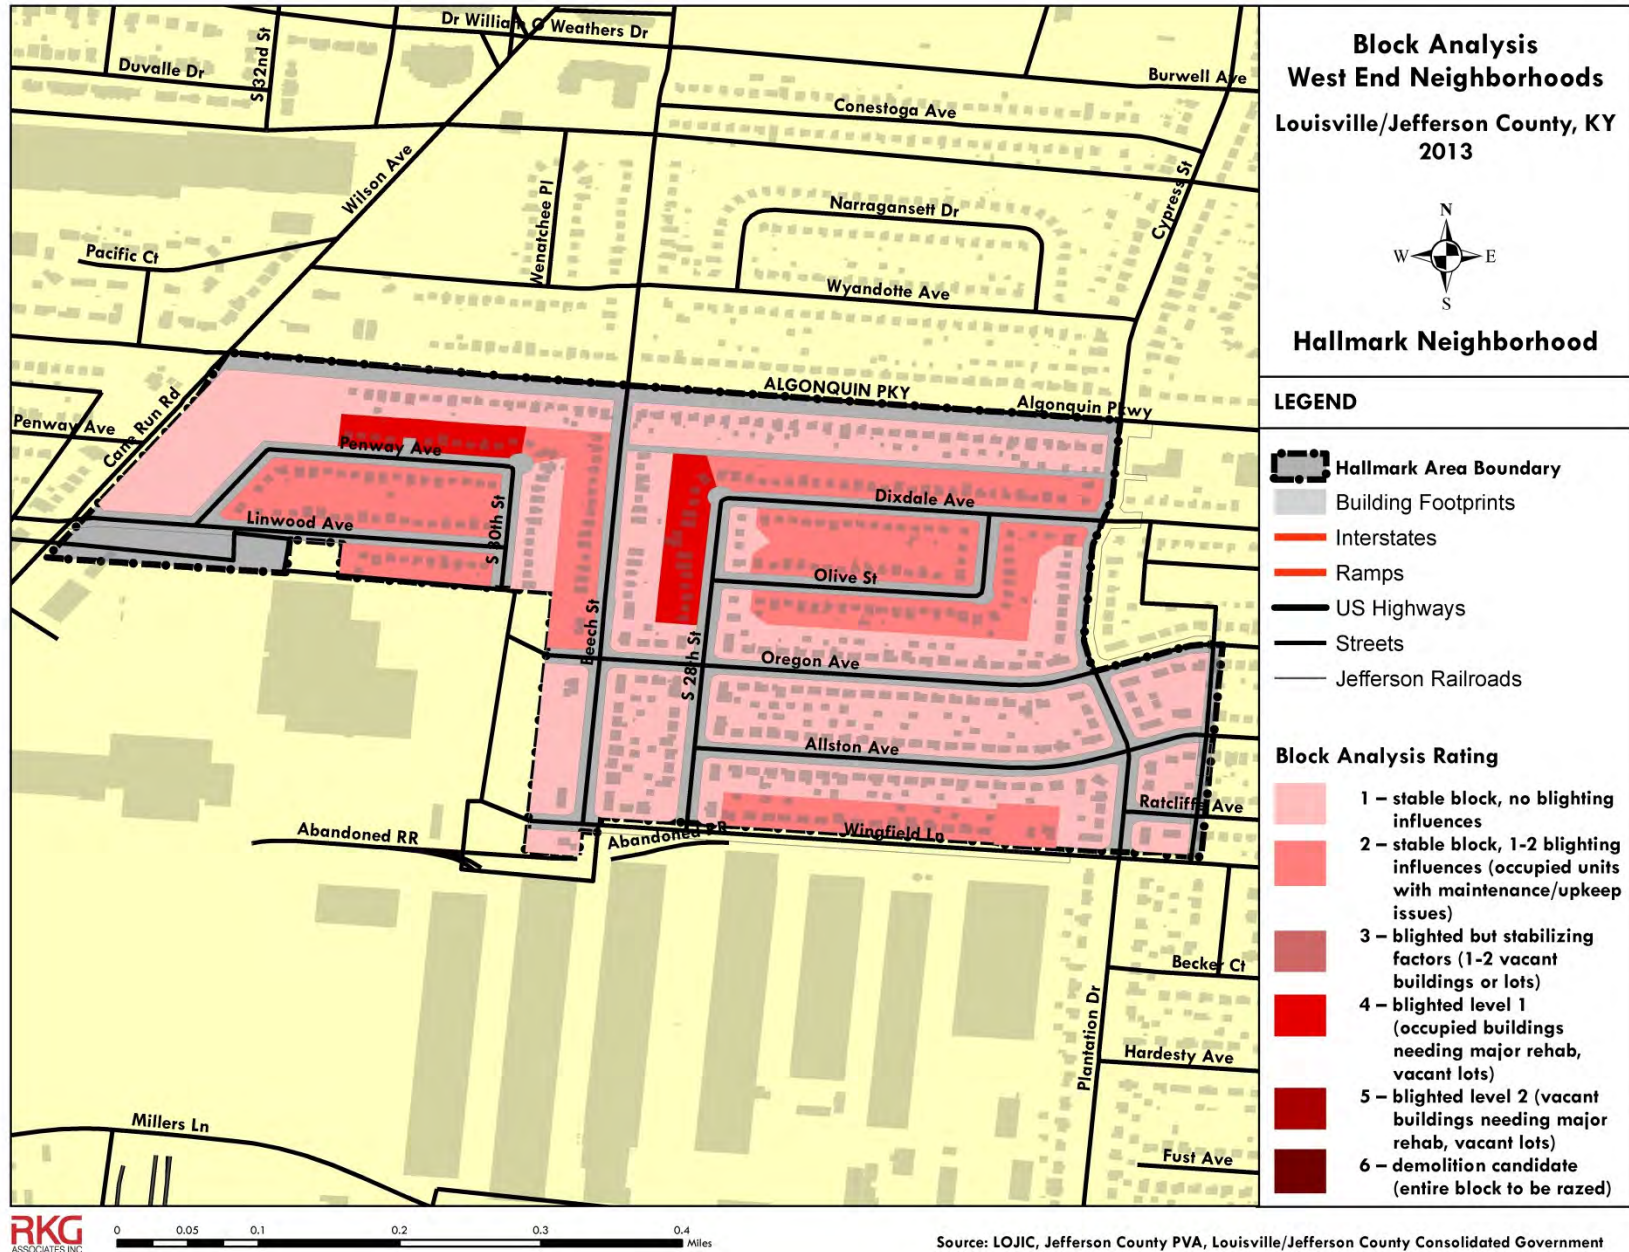 Block Analysis
West End Neighborhoods
Louisville/Jefferson County, KY
2013
N
W E
S
Hallmark Neighborhood
LEGEND
Hallmark Area Boundary
Building Footprints
Interstates
Ramps
US Highways
Streets
Jefferson Railroads
Block Analysis Rating
1 – stable block, no blighting
influences
2 – stable block, 1-2 blighting
influences (occupied units
with maintenance/upkeep
issues)
3 – blighted but stabilizing
factors (1-2 vacant
buildings or lots)
4 – blighted level 1
(occupied buildings
needing major rehab,
vacant lots)
5 – blighted level 2 (vacant
buildings needing major
rehab, vacant lots)
6 – demolition candidate
(entire block to be razed)
Dr William G Weathers Dr
S 32nd St
Duvalle Dr
Burwell Ave
Conestoga Ave
Wilson Ave
Wenatchee Pl
Narragansett Dr
Cypress St
Pacific Ct
Wyandotte Ave
ALGONQUIN PKY
Algonquin Pkwy
Penway Ave
Cane Run Rd
Penway Ave
Dixdale Ave
Linwood Ave
S 30th St
Olive St
Beech St
S 28th St
Oregon Ave
Allston Ave
Ratcliffe Ave
Wingfield Ln
Abandoned RR
Abandoned RR
Becker Ct
Plantation Dr
Hardesty Ave
Millers Ln
Fust Ave
RKG
ASSOCIATES INC
0 0.05 0.1 0.2 0.3 0.4
Miles
Source: LOJIC, Jefferson County PVA, Louisville/Jefferson County Consolidated Government